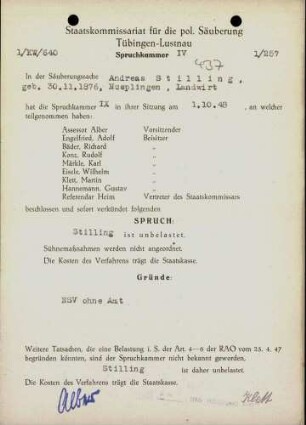 Staatskommissariat für die pol. Säuberung
Tübingen-Lustnau
1/KW/640 Spruchkammer IV 1/257
437
In der Säuberungssache Andreas Stilling,
geb. 30.11.1876, Nusplingen, Landwirt
hat die Spruchkammer IX in ihrer Sitzung am 1.10.48, an welcher
teilgenommen haben:
Assessor Alber Vorsitzender
Engelfried, Adolf Beisitzer
Bäder, Richard "
Konz, Rudolf "
Märkle, Karl "
Eisele, Wilhelm "
Klett, Martin "
Hannemann, Gustav "
Referendar Heim Vertreter des Staatskommissars
beschlossen und sofort verkündet folgenden
SPRUCH:
Stilling ist unbelastet.
Sühnemaßnahmen werden nicht angeordnet.
Die Kosten des Verfahrens trägt die Staatskasse.
Gründe:
NSV ohne Amt
Weitere Tatsachen, die eine Belastung i. S. der Art. 4—6 der RAO vom 25. 4. 47
begründen könnten, sind der Spruchkammer nicht bekannt geworden.
Stilling ist daher unbelastet.
Die Kosten des Verfahrens trägt die Staatskasse.
Alber Klett